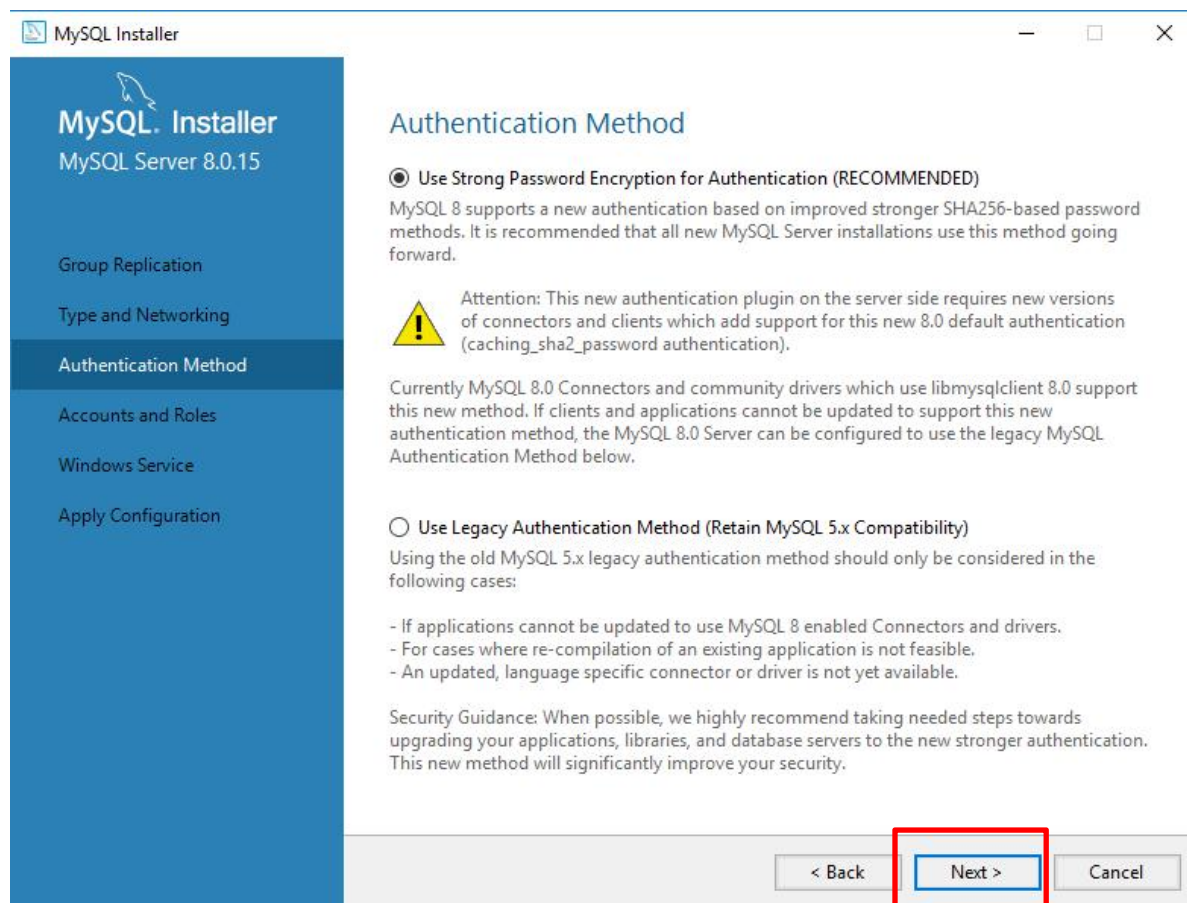 MySQL Installer
MySQL. Installer
MySQL Server 8.0.15
Group Replication
Type and Networking
Authentication Method
Accounts and Roles
Windows Service
Apply Configuration
Authentication Method
Use Strong Password Encryption for Authentication (RECOMMENDED)
MySQL 8 supports a new authentication based on improved stronger SHA256-based password
methods. It is recommended that all new MySQL Server installations use this method going
forward.
Attention: This new authentication plugin on the server side requires new versions
of connectors and clients which add support for this new 8.0 default authentication
(caching_sha2_password authentication).
Currently MySQL 8.0 Connectors and community drivers which use libmysqlclient 8.0 support
this new method. If clients and applications cannot be updated to support this new
authentication method, the MySQL 8.0 Server can be configured to use the legacy MySQL
Authentication Method below.
Use Legacy Authentication Method (Retain MySQL 5.x Compatibility)
Using the old MySQL 5.x legacy authentication method should only be considered in the
following cases:
- If applications cannot be updated to use MySQL 8 enabled Connectors and drivers.
- For cases where re-compilation of an existing application is not feasible.
- An updated, language specific connector or driver is not yet available.
Security Guidance: When possible, we highly recommend taking needed steps towards
upgrading your applications, libraries, and database servers to the new stronger authentication.
This new method will significantly improve your security.
< Back
Next >
Cancel